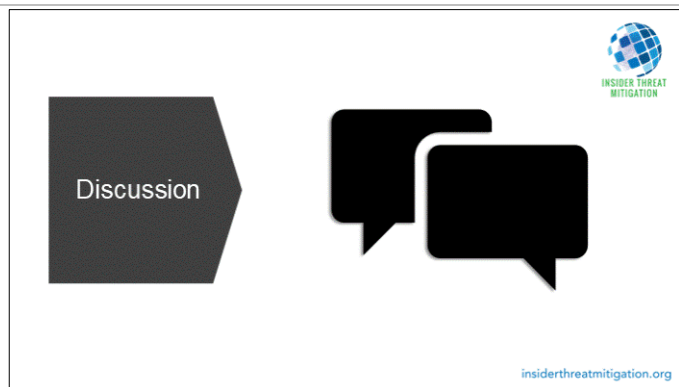 INSIDER THREAT
MITIGATION
Discussion
insiderthreatmitigation.org